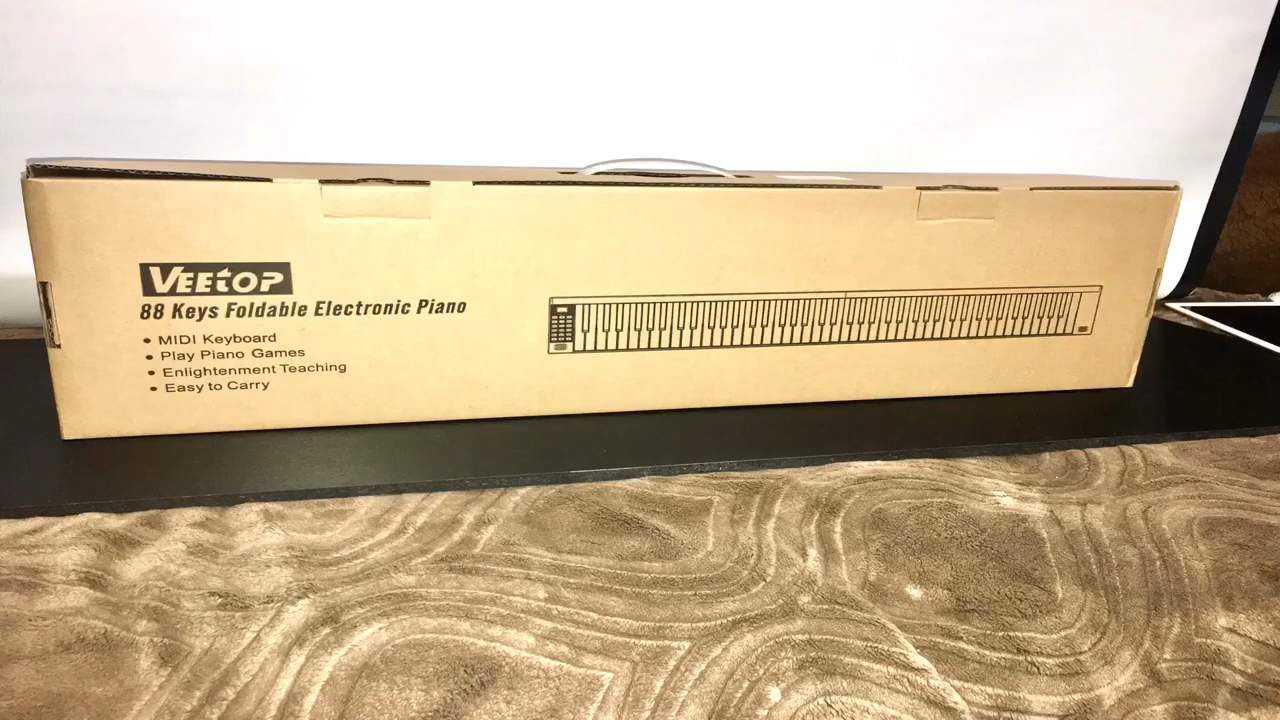 VEEtOP
88 Keys Foldable Electronic Piano
• MIDI Keyboard
• Play Piano Games
• Enlightenment Teaching
• Easy to Carry